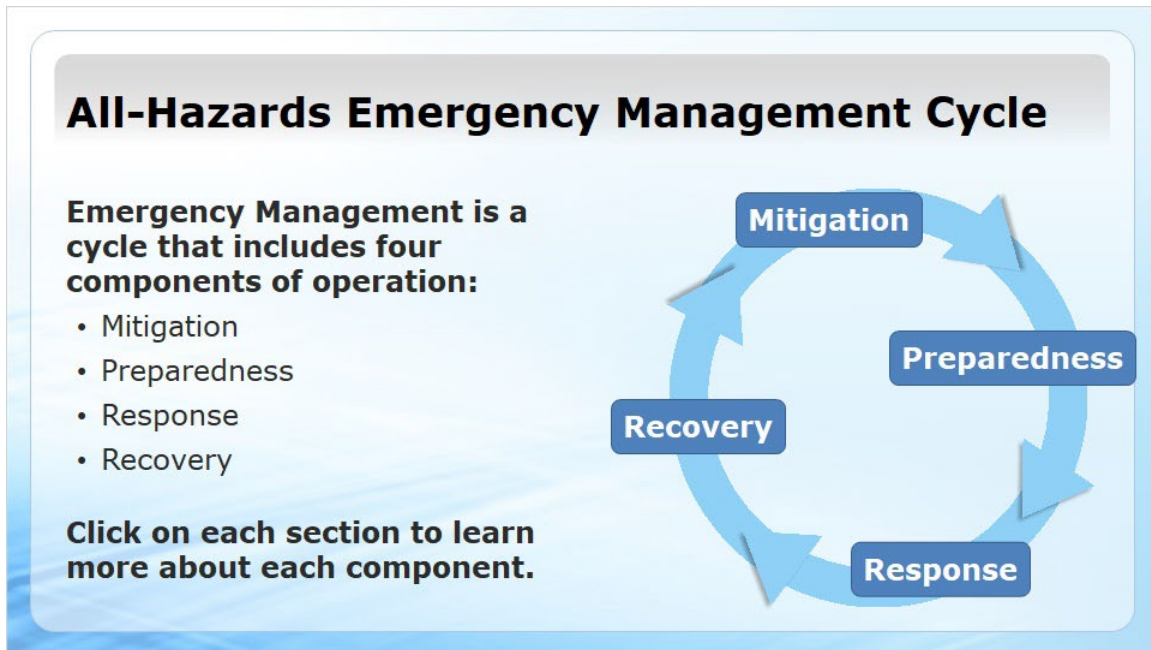 All-Hazards Emergency Management Cycle
Emergency Management is a
cycle that includes four
components of operation:
• Mitigation
• Preparedness
• Response
• Recovery
Click on each section to learn
more about each component.
Mitigation
Preparedness
Response
Recovery